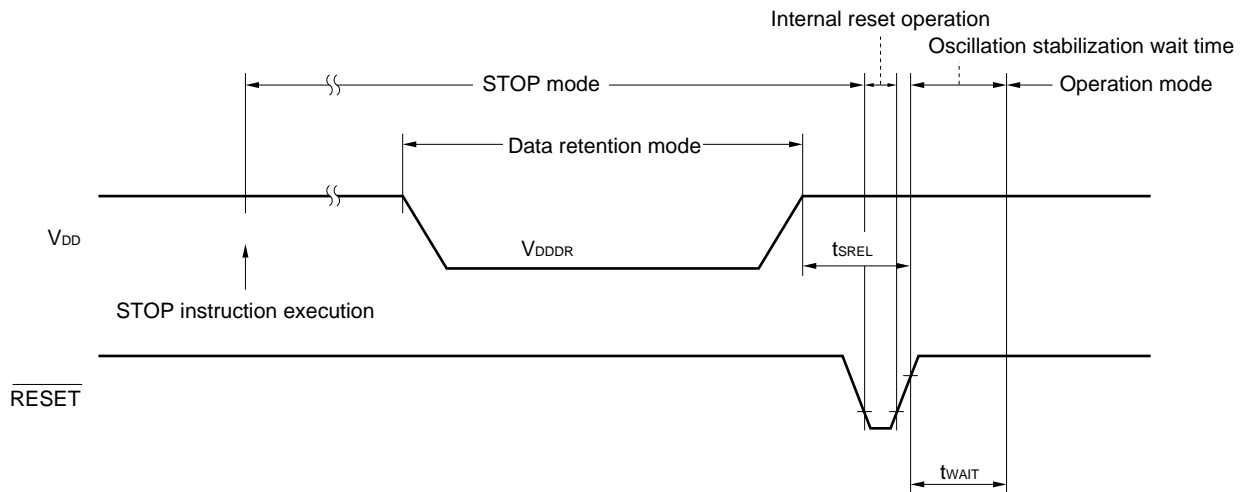 Internal reset operation
Oscillation stabilization wait time
STOP mode
Operation mode
Data retention mode
VDD
VDDDR
tSREL
STOP instruction execution
RESET
tWAIT